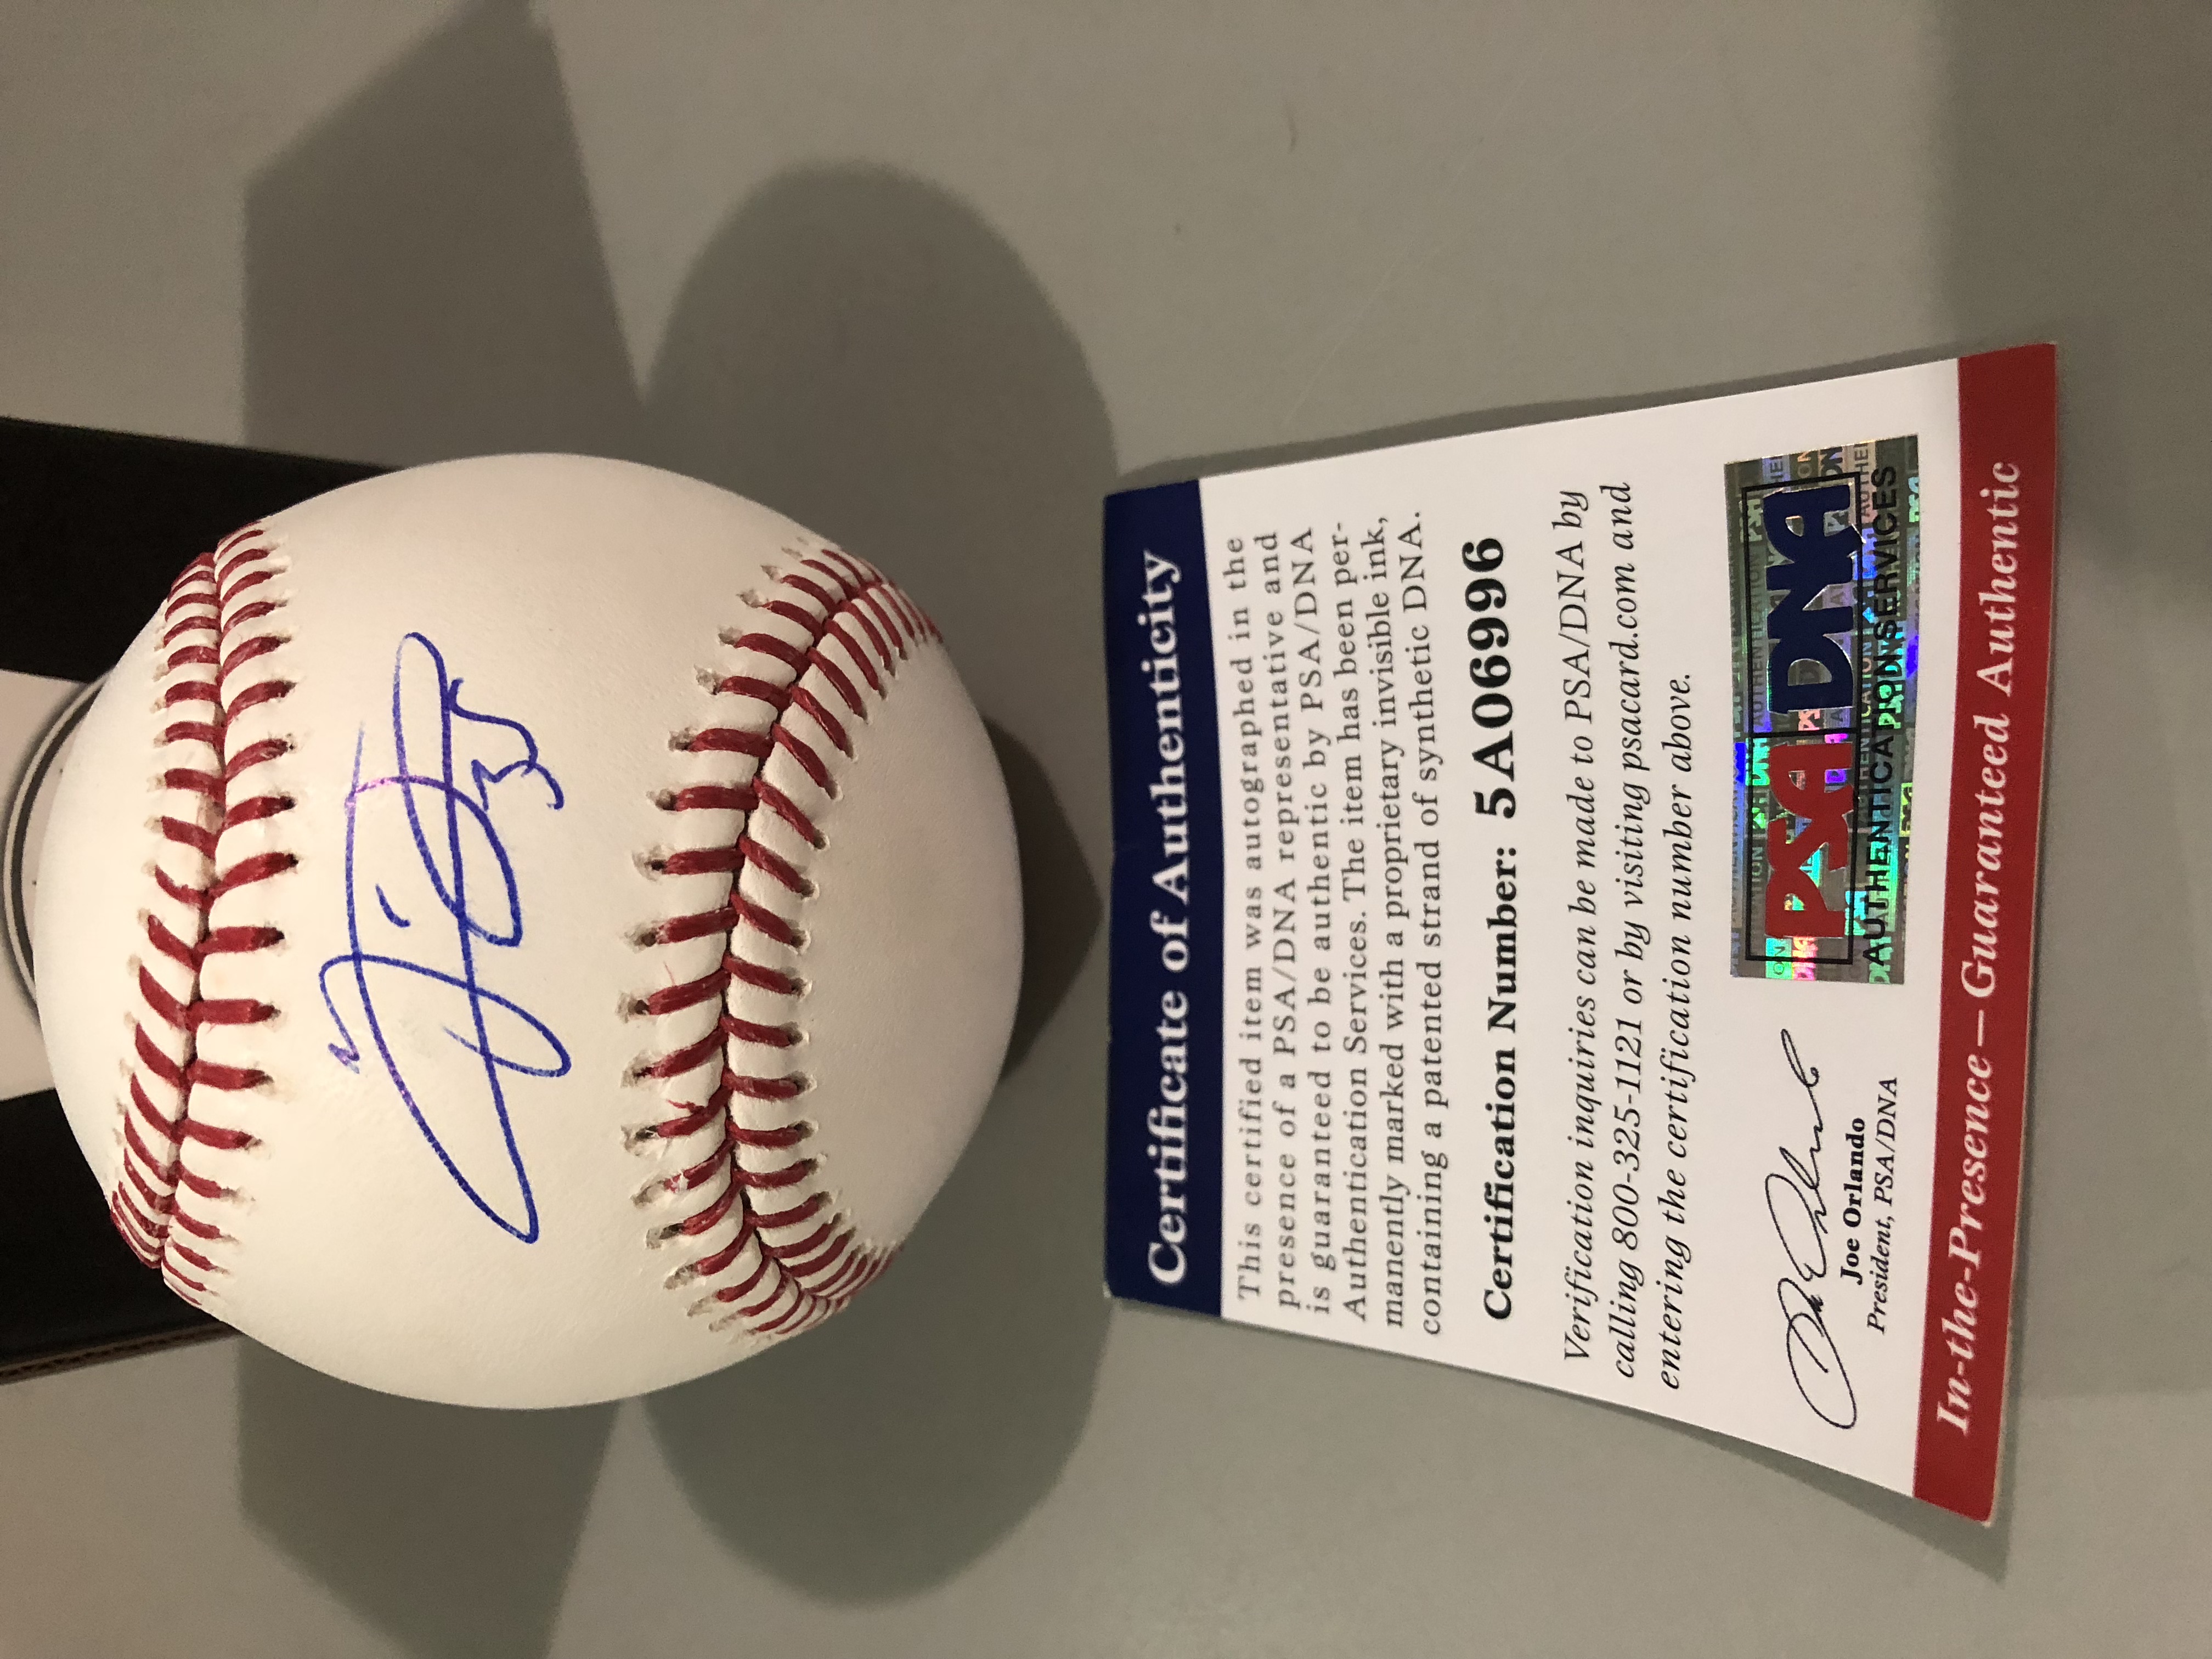 35
Certificate of Authenticity
This certified item was autographed in the
presence of a PSA/DNA representative and
is guaranteed to be authentic by PSA/DNA
Authentication Services. The item has been per-
manently marked with a proprietary invisible ink,
containing a patented strand of synthetic DNA.
Certification Number: 5A06996
Verification inquiries can be made to PSA/DNA by
calling 800-325-1121 or by visiting psacard.com and
entering the certification number above.
Joe Orlando
President, PSA/DNA
PSA DNA
AUTHENTICATION SERVICES
In-the-Presence – Guaranteed Authentic